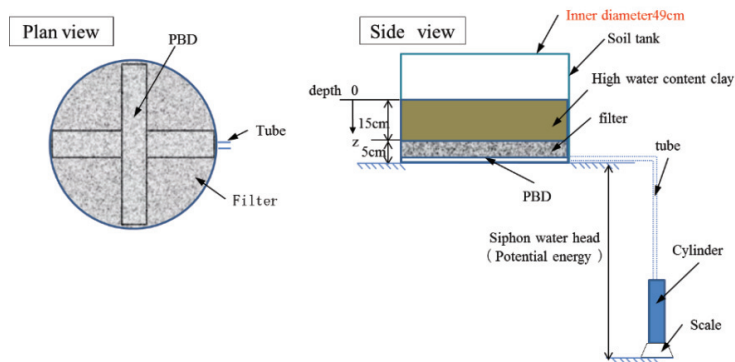 Plan view
PBD
Tube
Filter
Side view
Inner diameter49cm
Soil tank
High water content clay
depth 0
15cm
z
5cm
filter
tube
PBD
Siphon water head
( Potential energy )
Cylinder
Scale